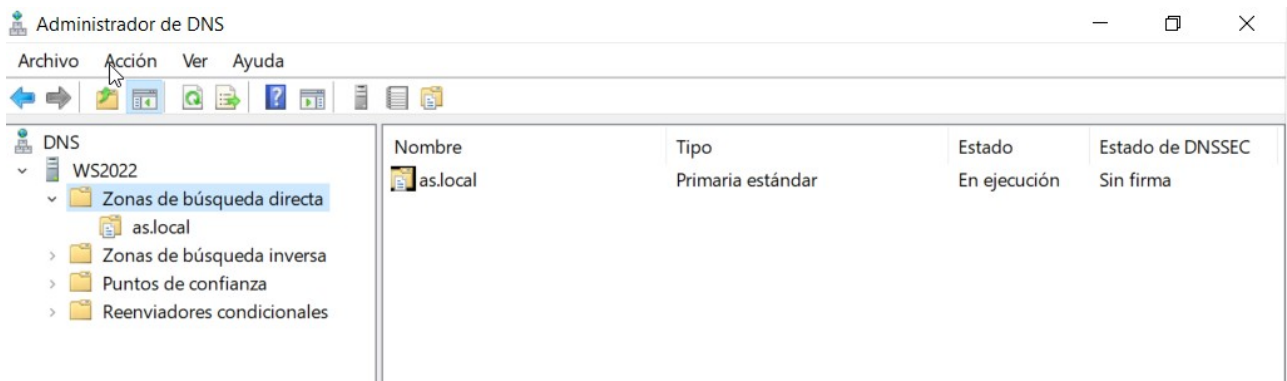 Administrador de DNS
Archivo Acción Ver Ayuda
DNS
WS2022
Zonas de búsqueda directa
as.local
Zonas de búsqueda inversa
Puntos de confianza
Reenviadores condicionales
Nombre Tipo Estado Estado de DNSSEC
as.local Primaria estándar En ejecución Sin firma